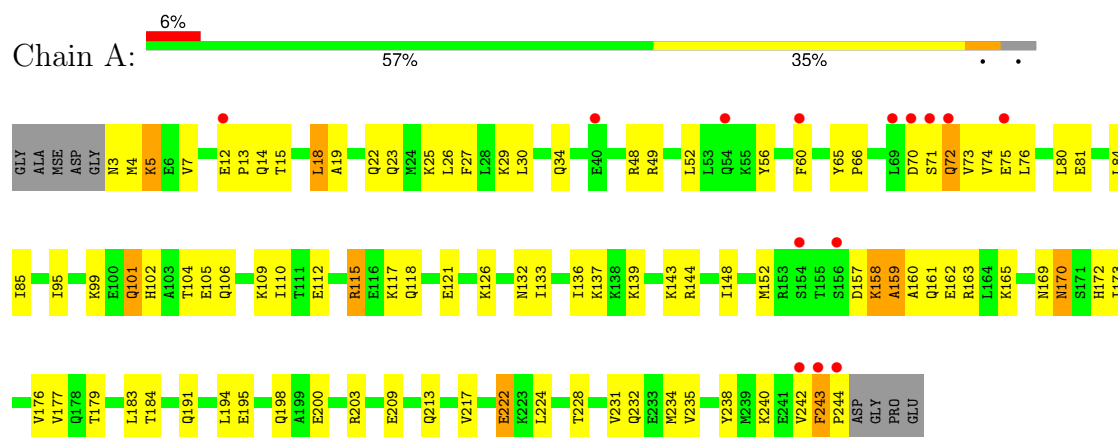 6%
Chain A:
57% 35% • •
GLY ALA MSE ASP GLY N3 M4 K5 E6 V7 E12 P13 Q14 T15 L18 A19 Q22 Q23 M24 K25 L26 F27 L28 K29 L30 Q34 E40 R48 R49 L52 L53 Q54 K55 Y56 F60 Y65 P66 L69 D70 S71 Q72 V73 V74 E75 L76 L80 E81 L84
I85 I95 K99 E100 Q101 H102 A103 T104 E105 Q106 K109 I110 T111 E112 R115 E116 K117 Q118 E121 K126 N132 I133 I136 K137 K138 K139 K143 R144 I148 M152 R153 S154 T155 S156 D157 K158 A159 A160 Q161 E162 R163 L164 K165 N169 N170 S171 H172 I173
V176 V177 Q178 T179 L183 T184 Q191 L194 E195 Q198 A199 E200 R203 E209 Q213 V217 E222 K223 L224 T228 V231 Q232 E233 M234 V235 Y238 M239 K240 E241 V242 F243 P244 ASP GLY PRO GLU